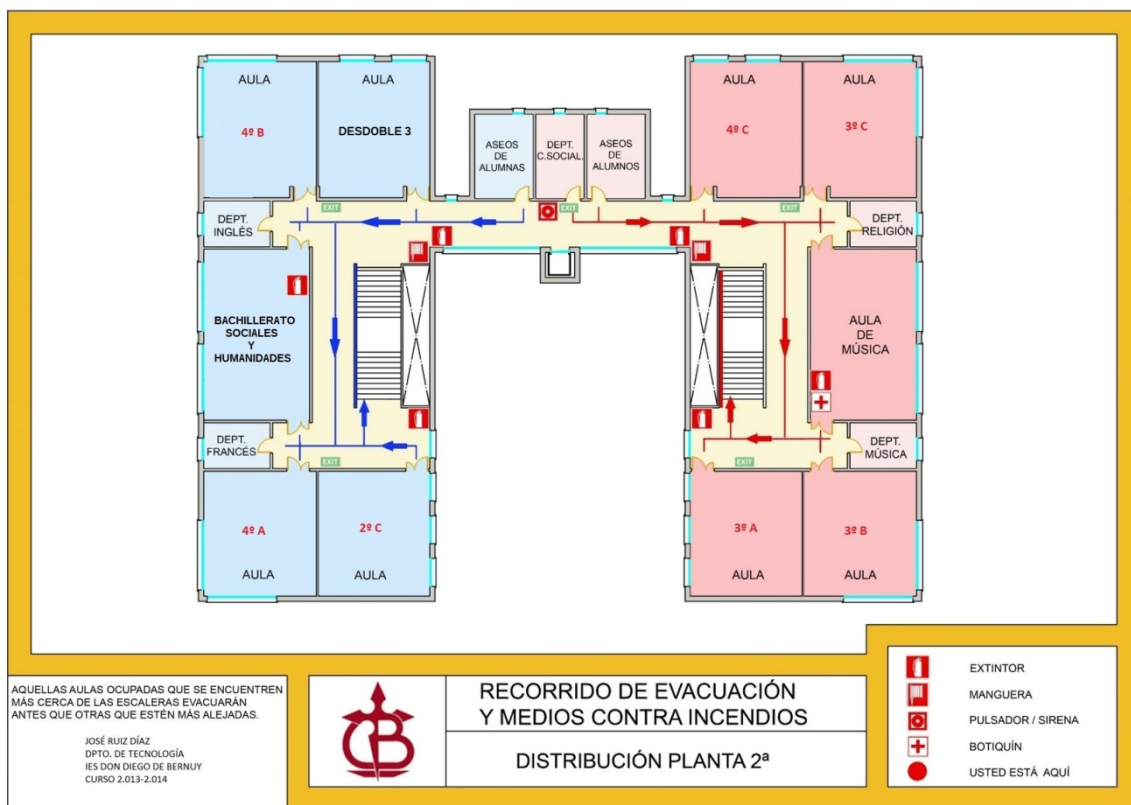 AULA
4º B
AULA
DESDOBLE 3
ASEOS
DE
ALUMNAS
DEPT.
C.SOCIAL.
ASEOS
DE
ALUMNOS
AULA
4º C
AULA
3º C
EXIT
EXIT
EXIT
DEPT.
INGLÉS
DEPT.
RELIGIÓN
BACHILLERATO
SOCIALES
Y
HUMANIDADES
AULA
DE
MÚSICA
DEPT.
FRANCÉS
DEPT.
MÚSICA
EXIT
EXIT
4º A
AULA
2º C
AULA
3º A
AULA
3º B
AULA
AQUELLAS AULAS OCUPADAS QUE SE ENCUENTREN
MÁS CERCA DE LAS ESCALERAS EVACUARÁN
ANTES QUE OTRAS QUE ESTÉN MÁS ALEJADAS.
JOSÉ RUIZ DÍAZ
DPTO. DE TECNOLOGÍA
IES DON DIEGO DE BERNUY
CURSO 2.013-2.014
RECORRIDO DE EVACUACIÓN
Y MEDIOS CONTRA INCENDIOS
DISTRIBUCIÓN PLANTA 2ª
EXTINTOR
MANGUERA
PULSADOR / SIRENA
BOTIQUÍN
USTED ESTÁ AQUÍ